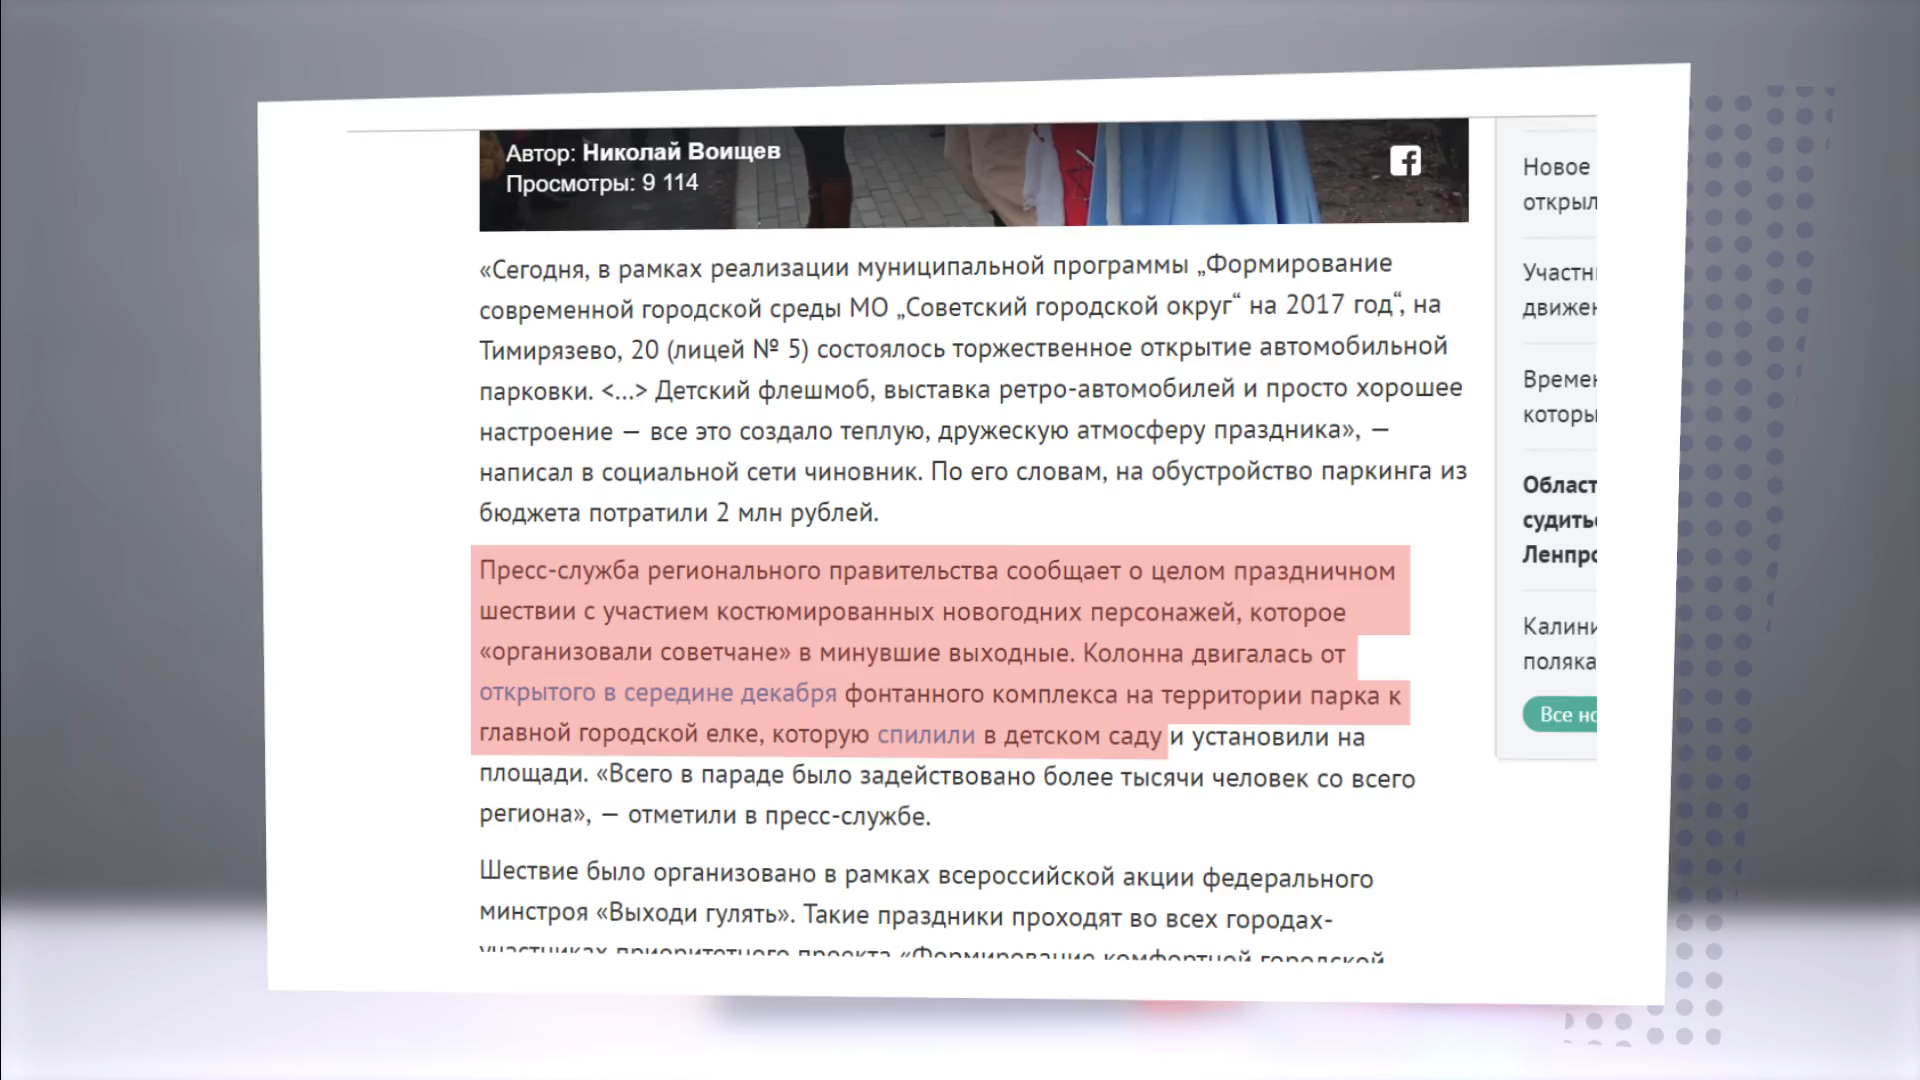 Автор: Николай Воищев
Просмотры: 9 114
«Сегодня, в рамках реализации муниципальной программы „Формирование
современной городской среды МО „Советский городской округ“ на 2017 год“, на
Тимирязево, 20 (лицей № 5) состоялось торжественное открытие автомобильной
парковки. <...> Детский флешмоб, выставка ретро-автомобилей и просто хорошее
настроение — все это создало теплую, дружескую атмосферу праздника», —
написал в социальной сети чиновник. По его словам, на обустройство паркинга из
бюджета потратили 2 млн рублей.
Пресс-служба регионального правительства сообщает о целом праздничном
шествии с участием костюмированных новогодних персонажей, которое
«организовали советчане» в минувшие выходные. Колонна двигалась от
открытого в середине декабря фонтанного комплекса на территории парка к
главной городской елке, которую спилили в детском саду и установили на
площади. «Всего в параде было задействовано более тысячи человек со всего
региона», — отметили в пресс-службе.
Шествие было организовано в рамках всероссийской акции федерального
минстроя «Выходи гулять». Такие праздники проходят во всех городах-
участниках приоритетного проекта «Формирование комфортной городской
Новое
открыл
Участн
движен
Времен
которы
Област
судить
Ленпро
Калини
поляка
Все но